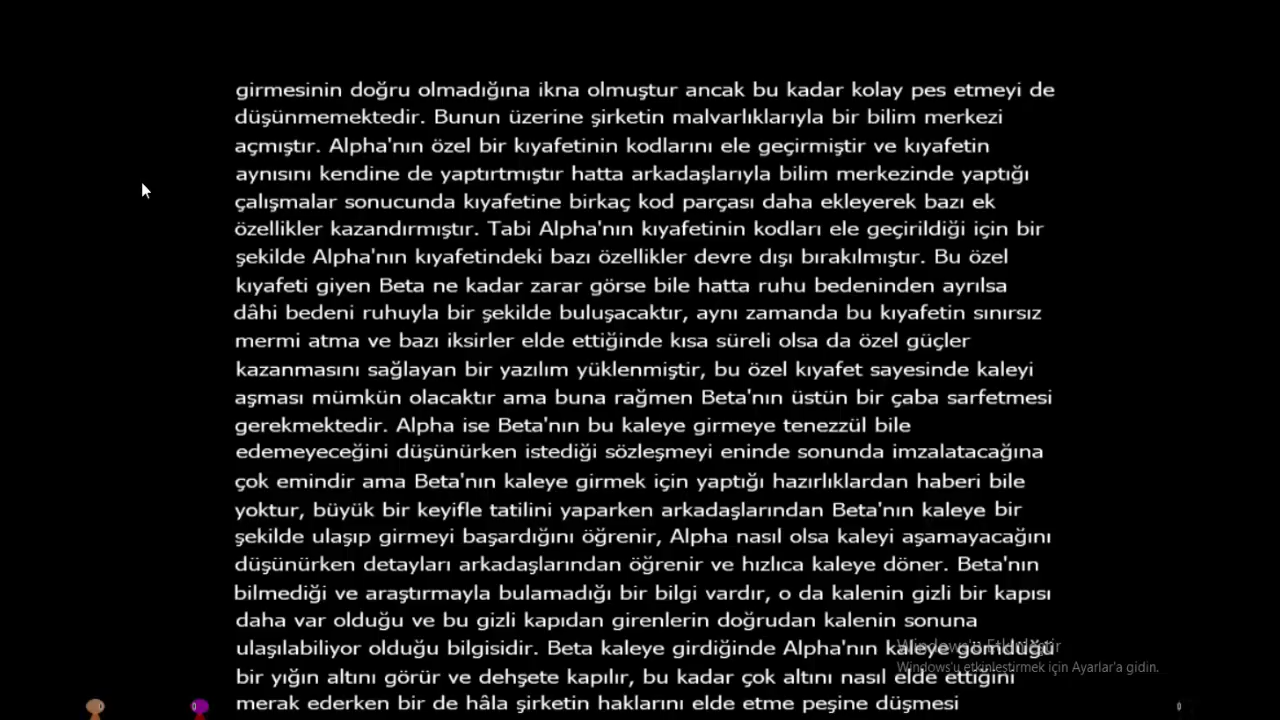 girmesinin doğru olmadığına ikna olmuştur ancak bu kadar kolay pes etmeyi de
düşünmemektedir. Bunun üzerine şirketin malvarlıklarıyla bir bilim merkezi
açmıştır. Alpha'nın özel bir kıyafetinin kodlarını ele geçirmiştir ve kıyafetin
aynısını kendine de yaptırtmıştır hatta arkadaşlarıyla bilim merkezinde yaptığı
çalışmalar sonucunda kıyafetine birkaç kod parçası daha ekleyerek bazı ek
özellikler kazandırmıştır. Tabi Alpha'nın kıyafetinin kodları ele geçirildiği için bir
şekilde Alpha'nın kıyafetindeki bazı özellikler devre dışı bırakılmıştır. Bu özel
kıyafeti giyen Beta ne kadar zarar görse bile hatta ruhu bedeninden ayrılsa
dâhi bedeni ruhuyla bir şekilde buluşacaktır, aynı zamanda bu kıyafetin sınırsız
mermi atma ve bazı iksirler elde ettiğinde kısa süreli olsa da özel güçler
kazanmasını sağlayan bir yazılım yüklenmiştir, bu özel kıyafet sayesinde kaleyi
aşması mümkün olacaktır ama buna rağmen Beta'nın üstün bir çaba sarfetmesi
gerekmektedir. Alpha ise Beta'nın bu kaleye girmeye tenezzül bile
edemeyeceğini düşünürken istediği sözleşmeyi eninde sonunda imzalatacağına
çok emindir ama Beta'nın kaleye girmek için yaptığı hazırlıklardan haberi bile
yoktur, büyük bir keyifle tatilini yaparken arkadaşlarından Beta'nın kaleye bir
şekilde ulaşıp girmeyi başardığını öğrenir, Alpha nasıl olsa kaleyi aşamayacağını
düşünürken detayları arkadaşlarından öğrenir ve hızlıca kaleye döner. Beta'nın
bilmediği ve araştırmayla bulamadığı bir bilgi vardır, o da kalenin gizli bir kapısı
daha var olduğu ve bu gizli kapıdan girenlerin doğrudan kalenin sonuna
ulaşılabiliyor olduğu bilgisidir. Beta kaleye girdiğinde Alpha'nın kaleye gömdüğü
bir yığın altını görür ve dehşete kapılır, bu kadar çok altını nasıl elde ettiğini
merak ederken bir de hâla şirketin haklarını elde etme peşine düşmesi
Windows'u Etkinleştir
Windows'u etkinleştirmek için Ayarlar'a gidin.